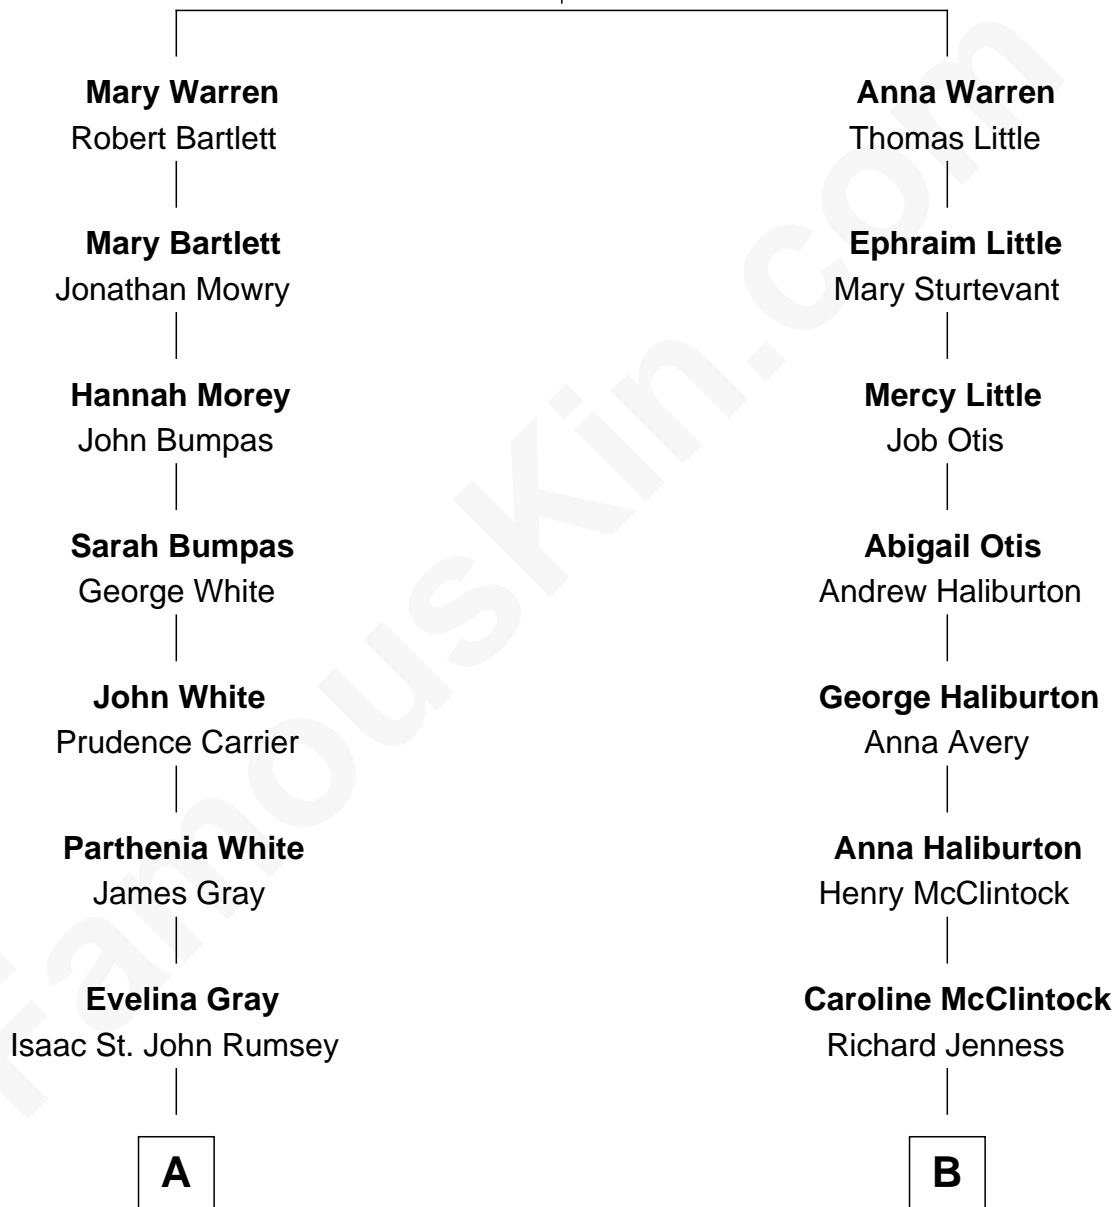 Mary Warren
Robert Bartlett
Mary Bartlett
Jonathan Mowry
Hannah Morey
John Bumpas
Sarah Bumpas
George White
John White
Prudence Carrier
Parthenia White
James Gray
Evelina Gray
Isaac St. John Rumsey
A
Anna Warren
Thomas Little
Ephraim Little
Mary Sturtevant
Mercy Little
Job Otis
Abigail Otis
Andrew Haliburton
George Haliburton
Anna Avery
Anna Haliburton
Henry McClintock
Caroline McClintock
Richard Jenness
B
FamousKin.com